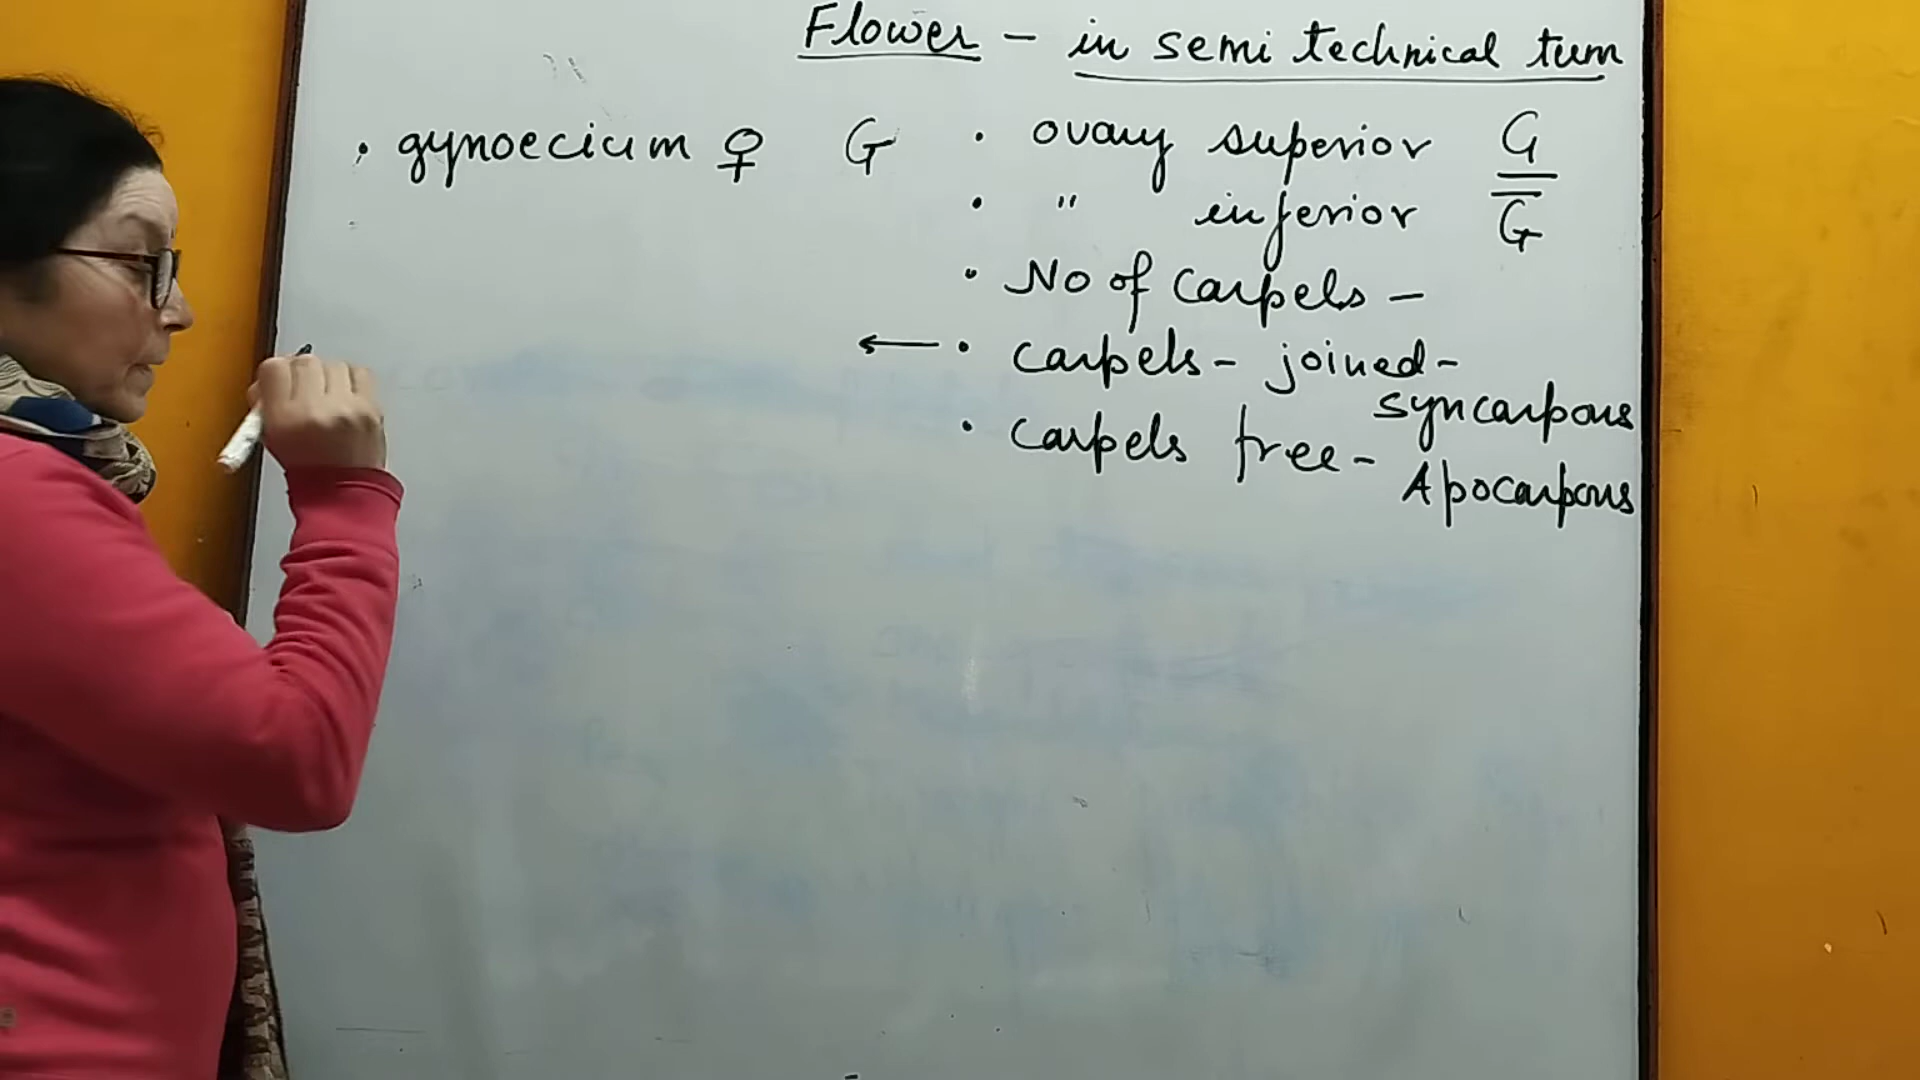 Flower - in semi technical term
• gynoecium ♀ G • ovary superior G
• " inferior G
• No of carpels -
← • carpels - joined - syncarpous
• carpels free - Apocarpous